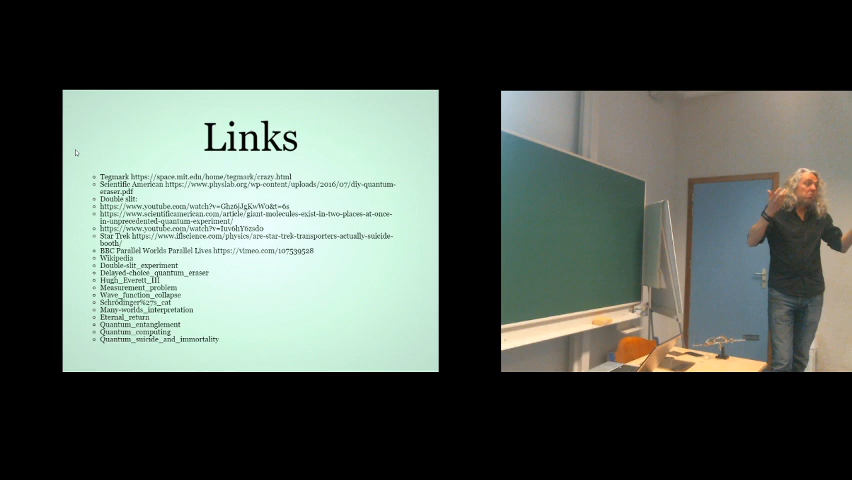 Links
Tegmark https://space.mit.edu/home/tegmark/crazy.html
Scientific American https://www.physlab.org/wp-content/uploads/2016/07/diy-quantum-
eraser.pdf
Double slit:
https://www.youtube.com/watch?v=Gh26jJgKwW0&t=6s
https://www.scientificamerican.com/article/giant-molecules-exist-in-two-places-at-once-
in-unprecedented-quantum-experiment/
https://www.youtube.com/watch?v=Iuv6hY6zsd0
Star Trek https://www.iflscience.com/physics/are-star-trek-transporters-actually-suicide-
booth/
BBC Parallel Worlds Parallel Lives https://vimeo.com/107539528
Wikipedia
Double-slit_experiment
Delayed-choice_quantum_eraser
Hugh_Everett_III
Measurement_problem
Wave_function_collapse
Schrödinger%27s_cat
Many-worlds_interpretation
Eternal_return
Quantum_entanglement
Quantum_computing
Quantum_suicide_and_immortality